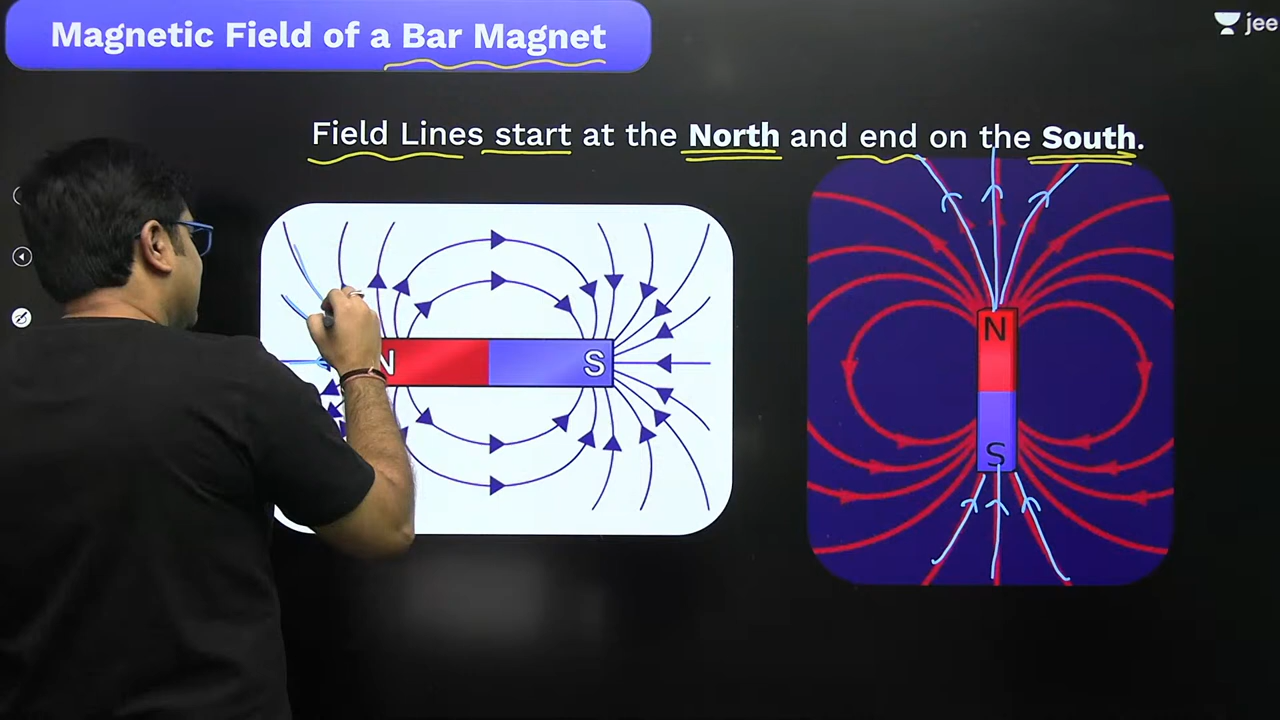 Magnetic Field of a Bar Magnet
jee
Field Lines start at the North and end on the South.
N
S
N
S